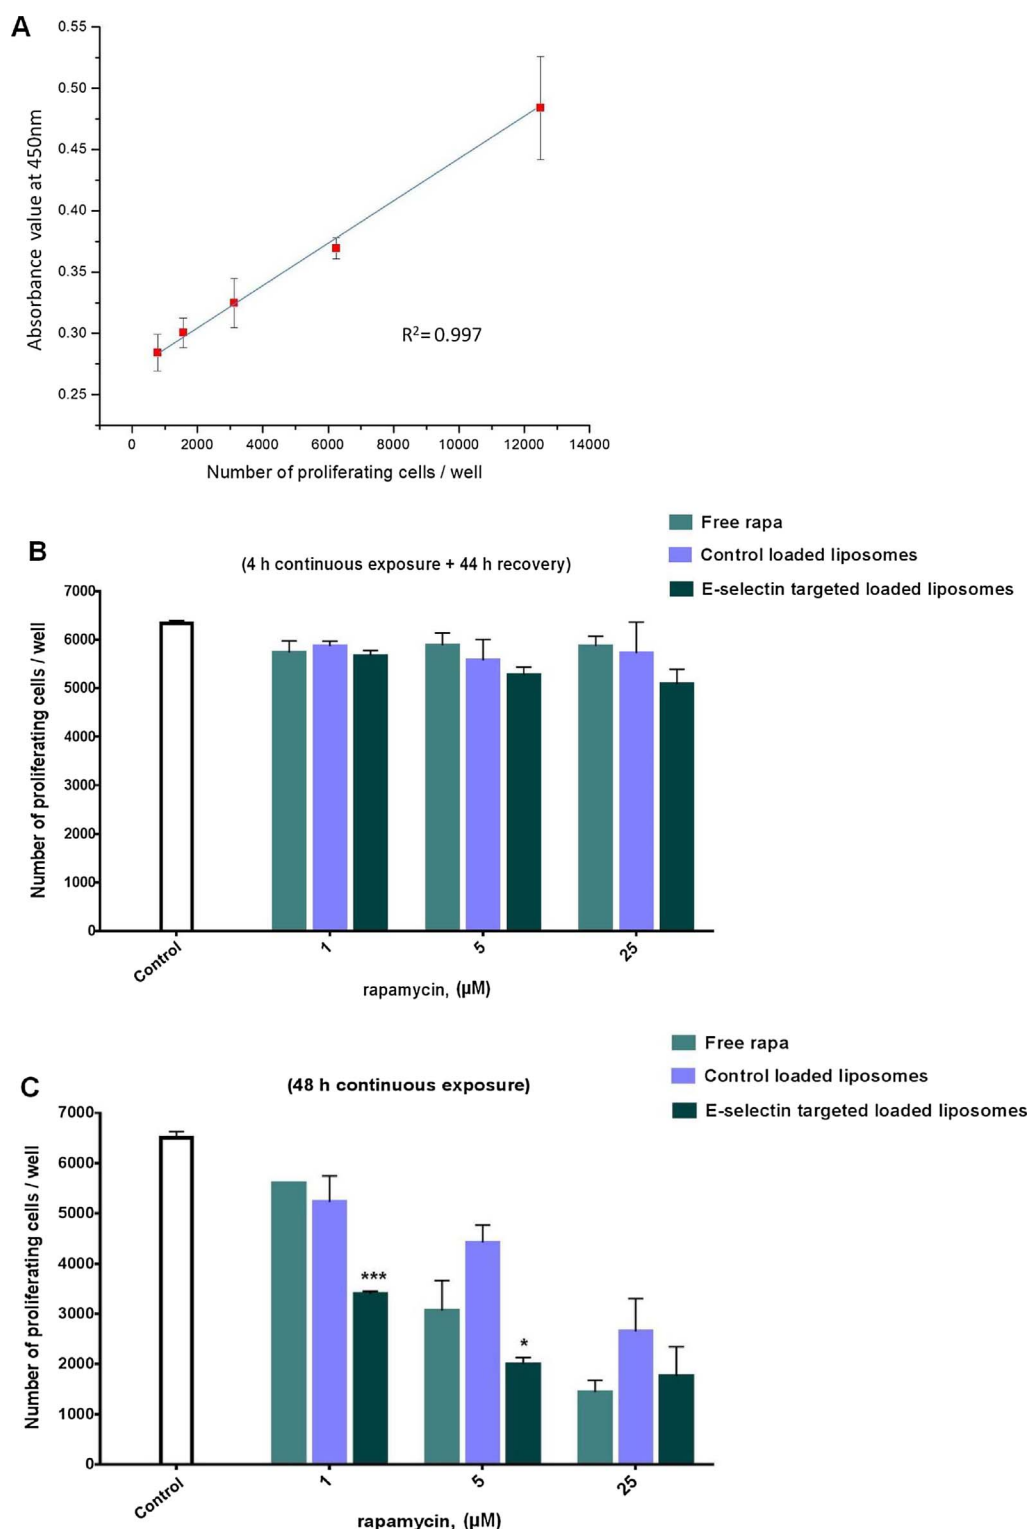 A
0.55
0.50
0.45
0.40
0.35
0.30
0.25
Absorbance value at 450nm
R²= 0.997
0 2000 4000 6000 8000 10000 12000 14000
Number of proliferating cells / well
B
(4 h continuous exposure + 44 h recovery)
Free rapa
Control loaded liposomes
E-selectin targeted loaded liposomes
7000
6000
5000
4000
3000
2000
1000
0
Number of proliferating cells / well
Control 1 5 25
rapamycin, (µM)
C
(48 h continuous exposure)
Free rapa
Control loaded liposomes
E-selectin targeted loaded liposomes
7000
6000
5000
4000
3000
2000
1000
0
Number of proliferating cells / well
***
*
Control 1 5 25
rapamycin, (µM)